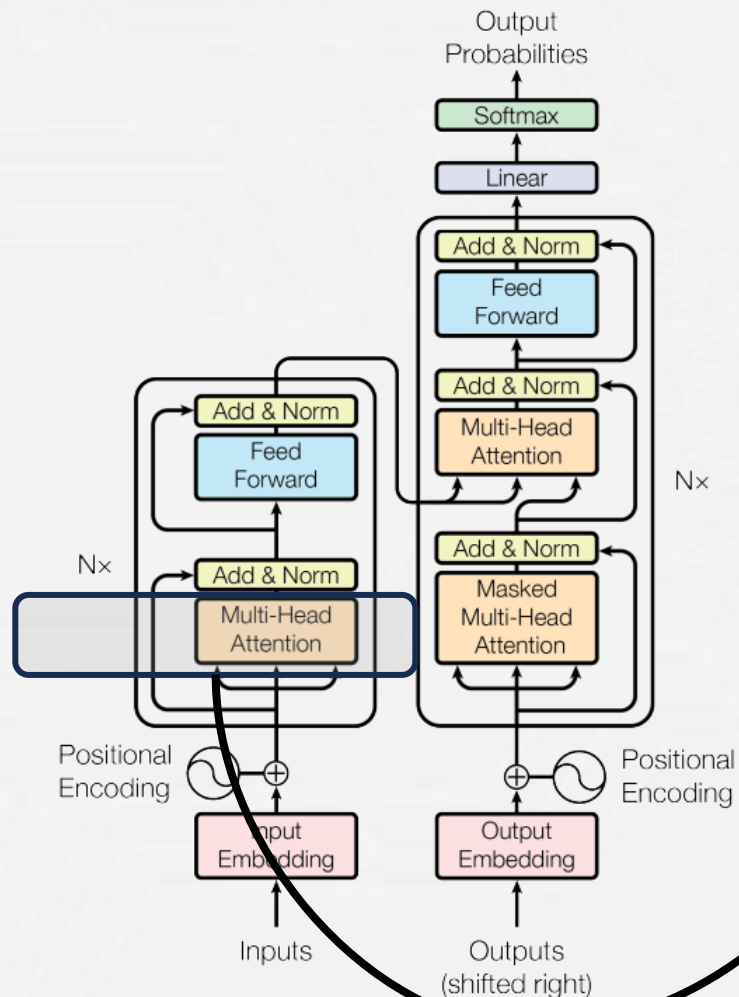 Output
Probabilities
Softmax
Linear
Add & Norm
Feed
Forward
Add & Norm
Multi-Head
Attention
Nx
Add & Norm
Masked
Multi-Head
Attention
Add & Norm
Feed
Forward
Nx
Add & Norm
Multi-Head
Attention
Positional
Encoding
Positional
Encoding
Input
Embedding
Output
Embedding
Inputs
Outputs
(shifted right)